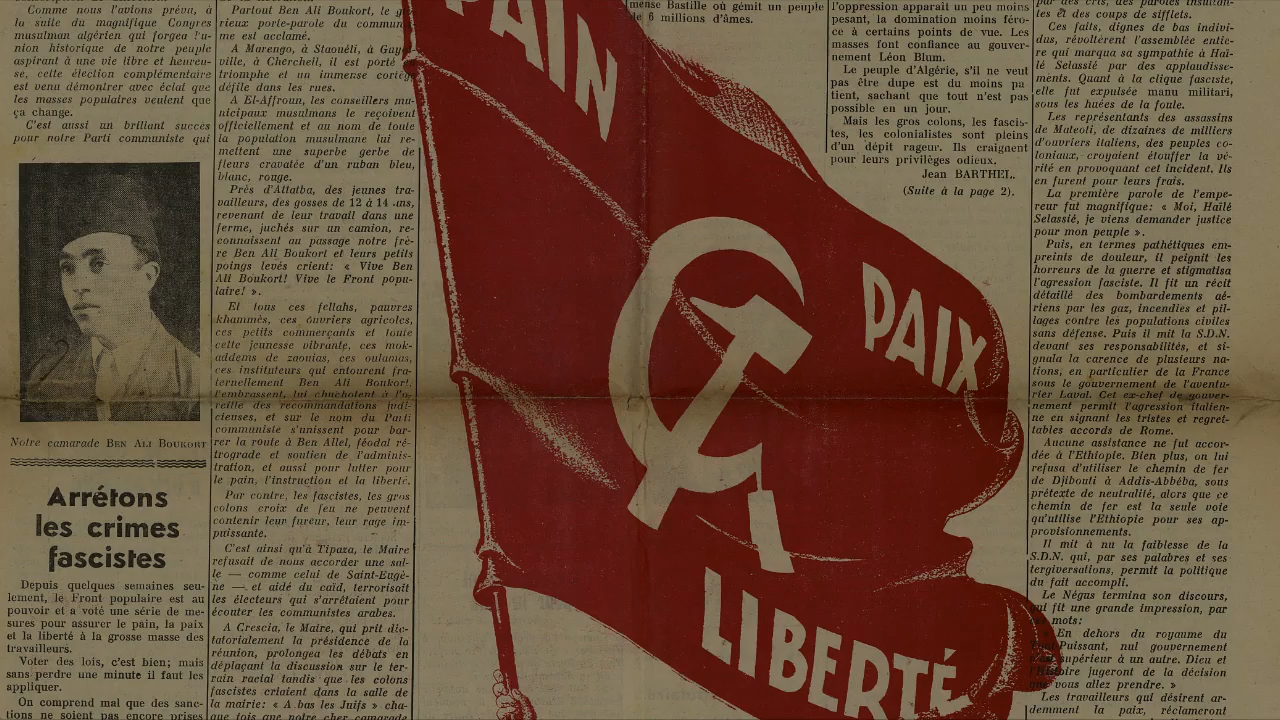 Comme nous l'avons prévu, à
la suite du magnifique Congres
musulman algérien qui forgea l'u-
nion historique de notre peuple
aspirant à une vie libre et heureu-
se, cette élection complémentaire
est venu démontrer avec éclat que
les masses populaires veulent que
ça change.
C'est aussi un brillant succès
pour notre Parti communiste qui
Notre camarade BEN ALI BOUKORT
Arrétons
les crimes
fascistes
Depuis quelques semaines seu-
lement, le Front populaire est au
pouvoir et a voté une série de me-
sures pour assurer le pain, la paix
et la liberté à la grosse masse des
travailleurs.
Voter des lois, c'est bien; mais
sans perdre une minute il faut les
appliquer.
On comprend mal que des sanc-
tions ne soient pas encore prises
Partout Ben Ali Boukort, le g
rieux porte-parole du commun
me est acclamé.
A Marengo, à Staouéli, à Guy
ville, à Cherchell, il est porté
triomphe et un immense corteg
défile dans les rues.
A El-Affroun, les conseillers mu-
nicipaux musulmans le reçoivent
officiellement et au nom de toute
la population musulmane lui re-
mettent une superbe gerbe de
fleurs cravatée d'un ruban bleu,
blanc, rouge.
Près d'Attatba, des jeunes tra-
vailleurs, des gosses de 12 à 14 ans,
revenant de leur travail dans une
ferme, juchés sur un camion, re-
connaissent au passage notre frè-
re Ben Ali Boukort et leurs petits
poings levés crient: « Vive Ben
Ali Boukort! Vive le Front popu-
laire! ».
Et tous ces fellahs, pauvres
khammès, ces ouvriers agricoles,
ces petits commerçants et toute
cette jeunesse vibrante, ces mok-
addems de zaouias, ces oulamas,
ces instituteurs qui entourent fra-
ternellement Ben Ali Boukort,
l'embrassent, lui chuchotent à l'o-
reille des recommandations judi-
cieuses, et sur le nom du Parti
communiste s'unissent pour bar-
rer la route à Ben Allel, féodal ré-
trograde et soutien de l'adminis-
tration, et aussi pour lutter pour
le pain, l'instruction et la liberté.
Par contre, les fascistes, les gros
colons croix de feu ne peuvent
contenir leur fureur, leur rage im-
puissante.
C'est ainsi qu'à Tipaza, le Maire
refusait de nous accorder une sal-
le — comme celui de Saint-Eugè-
ne — et aidé du caïd, terrorisait
les électeurs qui s'arrêtaient pour
écouter les communistes arabes.
A Crescia, le Maire, qui prit dic-
tatorialement la présidence de la
réunion, prolongea les débats en
déplaçant la discussion sur le ter-
rain racial tandis que les colons
fascistes criaient dans la salle de
la mairie: « A bas les Juifs » cha-
que fois que notre cher camarade
PAIN
PAIX
LIBERTÉ
mense Bastille où gémit un peuple
de 6 millions d'âmes.
l'oppression apparait un peu moins
pesant, la domination moins féro-
ce à certains points de vue. Les
masses font confiance au gouver-
nement Léon Blum.
Le peuple d'Algérie, s'il ne veut
pas être dupe est du moins pa
tient, sachant que tout n'est pas
possible en un jour.
Mais les gros colons, les fascis-
tes, les colonialistes sont pleins
d'un dépit rageur. Ils craignent
pour leurs privilèges odieux.
Jean BARTHEL.
(Suite à la page 2).
par des cris, des paroles insultan-
tes et des coups de sifflets.
Ces faits, dignes de bas indivi-
dus, révoltèrent l'assemblée entiè-
re qui marqua sa sympathie à Hai-
lé Selassié par des applaudisse-
ments. Quant à la clique fasciste,
elle fut expulsée manu militari,
sous les huées de la foule.
Les représentants des assassins
de Mateoti, de dizaines de milliers
d'ouvriers italiens, des peuples co-
loniaux, croyaient étouffer la vé-
rité en provoquant cet incident. Ils
en furent pour leurs frais.
La première parole de l'empe-
reur fut magnifique: « Moi, Hailé
Selassié, je viens demander justice
pour mon peuple ».
Puis, en termes pathétiques em-
preints de douleur, il peignit les
horreurs de la guerre et stigmatisa
l'agression fasciste. Il fit un récit
détaillé des bombardements aé-
riens par les gaz, incendies et pil-
lages contre les populations civiles
sans défense. Puis il mit la S.D.N.
devant ses responsabilités, et si-
gnala la carence de plusieurs na-
tions, en particulier de la France
sous le gouvernement de l'aventu-
rier Laval. Cet ex-chef de gouver-
nement permit l'agression italien-
ne en signant les tristes et regret-
tables accords de Rome.
Aucune assistance ne fut accor-
dée à l'Ethiopie. Bien plus, on lui
refusa d'utiliser le chemin de fer
de Djibouti à Addis-Abbéba, sous
prétexte de neutralité, alors que ce
chemin de fer est la seule vote
qu'utilise l'Ethiopie pour ses ap-
provisionnements.
Il mit à nu la faiblesse de la
S.D.N. qui, par ses palabres et ses
tergiversations, permit la politique
du fait accompli.
Le Négus termina son discours,
qui fit une grande impression, par
mots:
En dehors du royaume du
Puissant, nul gouvernement
supérieur à un autre. Dieu et
l'Histoire jugeront de la décision
que vous allez prendre. »
Les travailleurs qui désirent ar-
demment la paix, réclameront